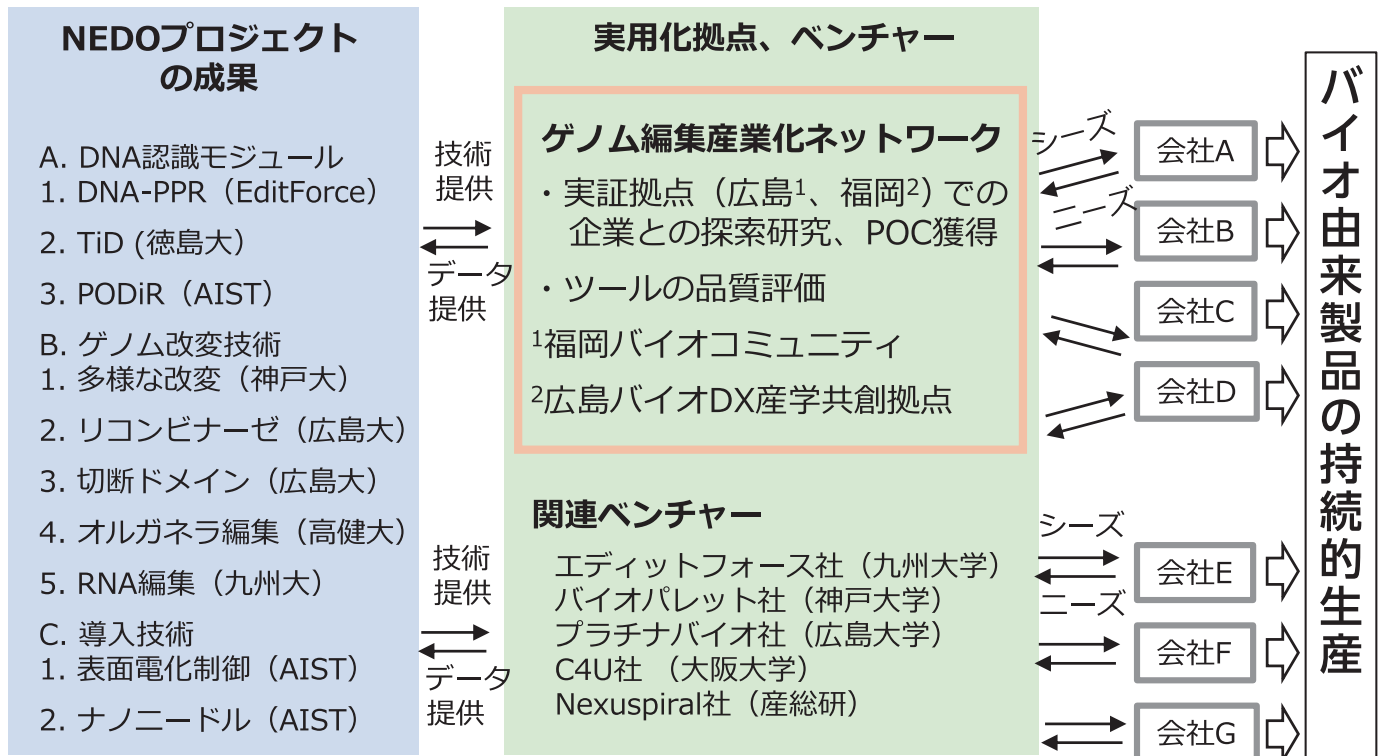 NEDOプロジェクト
の成果
A. DNA認識モジュール
1. DNA-PPR（EditForce）
2. TiD (徳島大）
3. PODiR（AIST）
B. ゲノム改変技術
1. 多様な改変（神戸大）
2. リコンビナーゼ（広島大）
3. 切断ドメイン（広島大）
4. オルガネラ編集（高健大）
5. RNA編集（九州大）
C. 導入技術
1. 表面電化制御（AIST）
2. ナノニードル（AIST）
技術
提供
データ
提供
技術
提供
データ
提供
実用化拠点、ベンチャー
ゲノム編集産業化ネットワーク
・実証拠点（広島¹、福岡²）での
企業との探索研究、POC獲得
・ツールの品質評価
¹福岡バイオコミュニティ
²広島バイオDX産学共創拠点
関連ベンチャー
エディットフォース社（九州大学）
バイオパレット社（神戸大学）
プラチナバイオ社（広島大学）
C4U社 （大阪大学）
Nexuspiral社（産総研）
シーズ
ニーズ
シーズ
ニーズ
会社A
会社B
会社C
会社D
会社E
会社F
会社G
バイオ由来製品の持続的生産